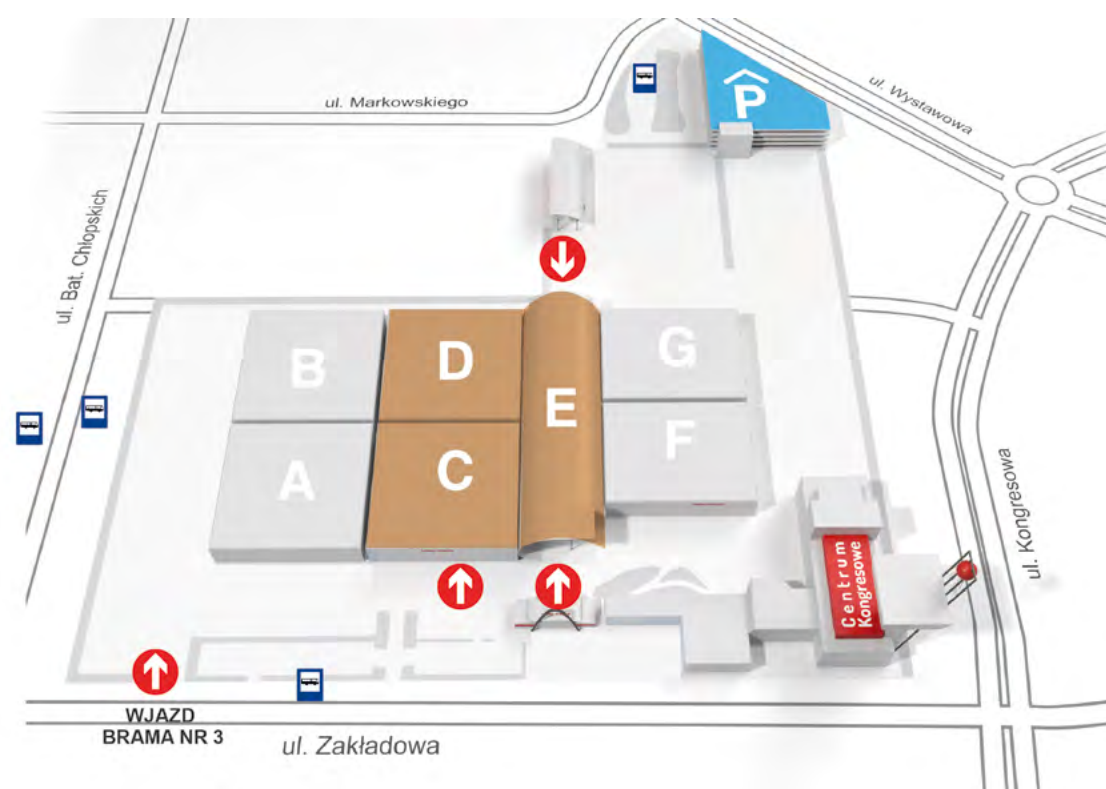 ul. Markowskiego
P
ul. Wystawowa
ul. Bat. Chłopskich
B
D
E
G
A
C
F
ul. Kongresowa
Centrum
Kongresowe
WJAZD
BRAMA NR 3
ul. Zakładowa